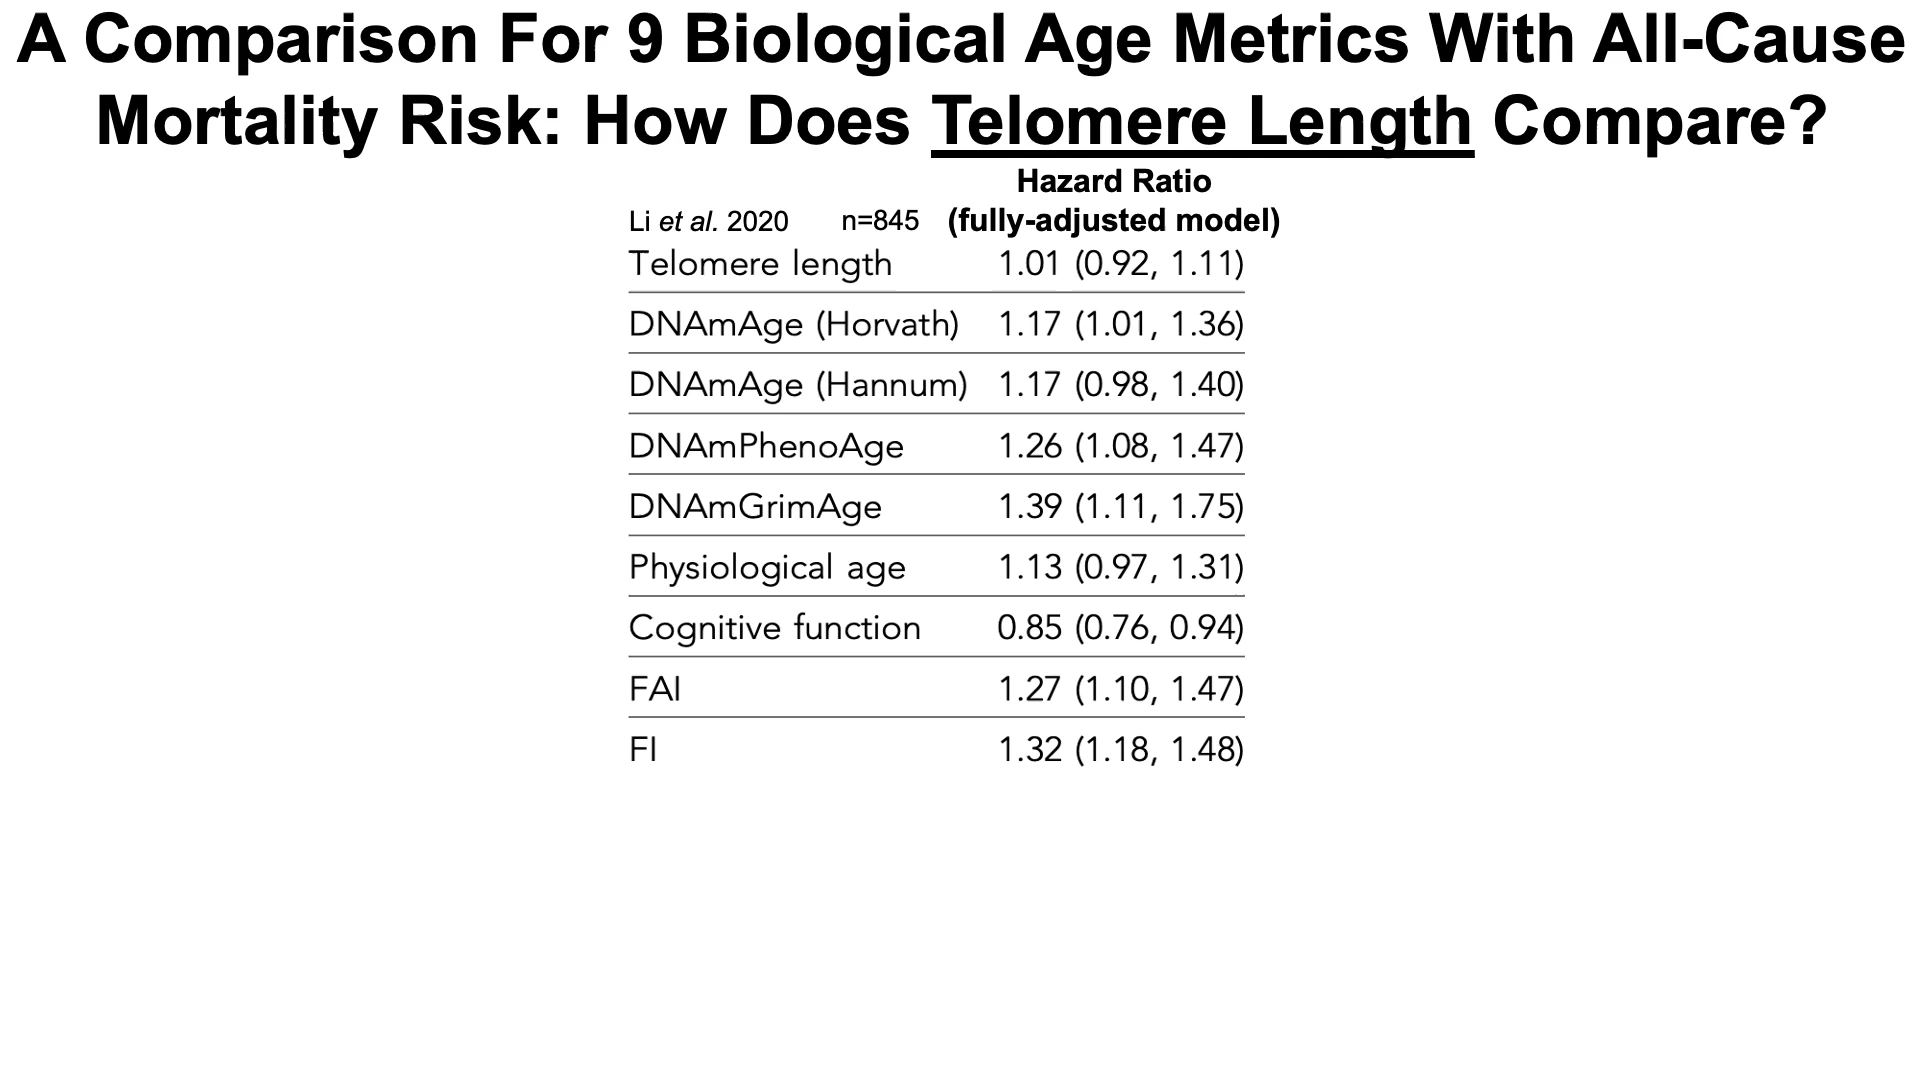 A Comparison For 9 Biological Age Metrics With All-Cause
Mortality Risk: How Does Telomere Length Compare?
Hazard Ratio
Li et al. 2020 n=845 (fully-adjusted model)
Telomere length 1.01 (0.92, 1.11)
DNAmAge (Horvath) 1.17 (1.01, 1.36)
DNAmAge (Hannum) 1.17 (0.98, 1.40)
DNAmPhenoAge 1.26 (1.08, 1.47)
DNAmGrimAge 1.39 (1.11, 1.75)
Physiological age 1.13 (0.97, 1.31)
Cognitive function 0.85 (0.76, 0.94)
FAI 1.27 (1.10, 1.47)
FI 1.32 (1.18, 1.48)